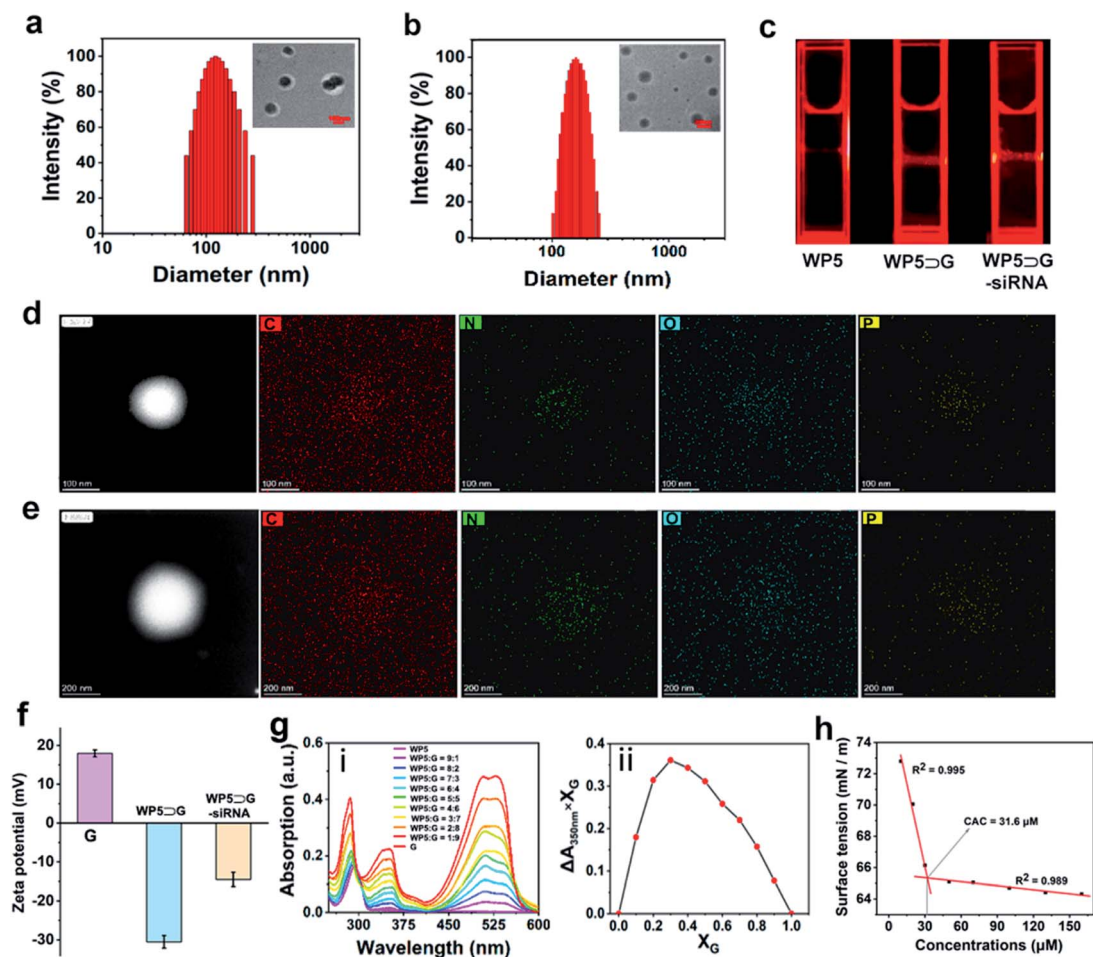 a
Intensity (%)
100
80
60
40
20
0
10
100
1000
Diameter (nm)
b
Intensity (%)
100
80
60
40
20
0
100
1000
Diameter (nm)
c
WP5
WP5⊃G
WP5⊃G
-siRNA
d
C
N
O
P
100 nm
100 nm
100 nm
100 nm
100 nm
e
C
N
O
P
200 nm
200 nm
200 nm
200 nm
200 nm
f
Zeta potential (mV)
20
10
0
-10
-20
-30
G
WP5⊃G
WP5⊃G
-siRNA
g
i
Absorption (a.u.)
0.6
0.4
0.2
0.0
WP5
WP5:G = 9:1
WP5:G = 8:2
WP5:G = 7:3
WP5:G = 6:4
WP5:G = 5:5
WP5:G = 4:6
WP5:G = 3:7
WP5:G = 2:8
WP5:G = 1:9
G
300 375 450 525 600
Wavelength (nm)
ii
ΔA350nm×XG
0.4
0.3
0.2
0.1
0.0
0.0 0.2 0.4 0.6 0.8 1.0
XG
h
Surface tension (mN / m)
74
72
70
68
66
64
R² = 0.995
CAC = 31.6 µM
R² = 0.989
0 30 60 90 120 150
Concentrations (µM)